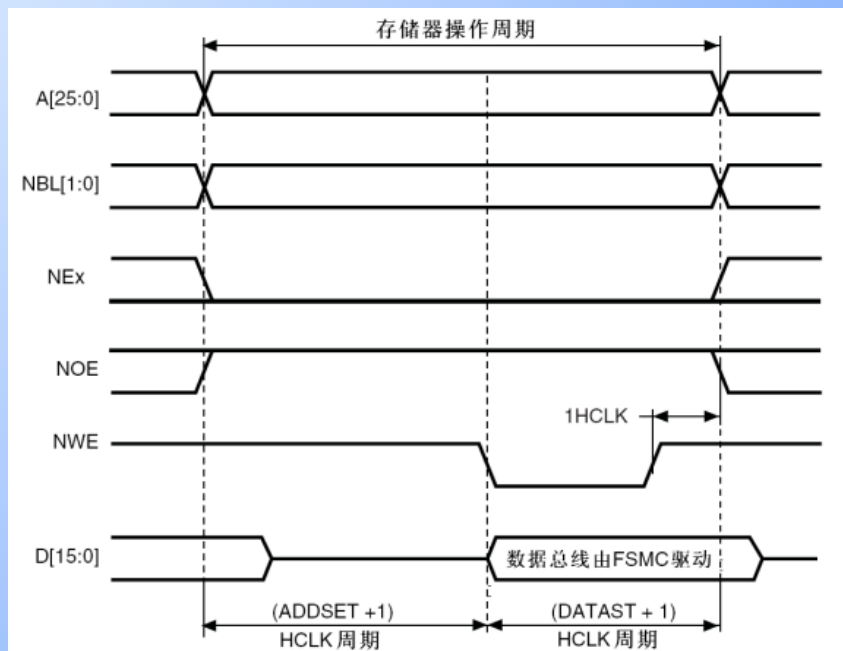 存储器操作周期
A[25:0]
NBL[1:0]
NEx
NOE
1HCLK
NWE
D[15:0]
数据总线由FSMC驱动
(ADDSET +1)
HCLK 周期
(DATAST + 1)
HCLK 周期